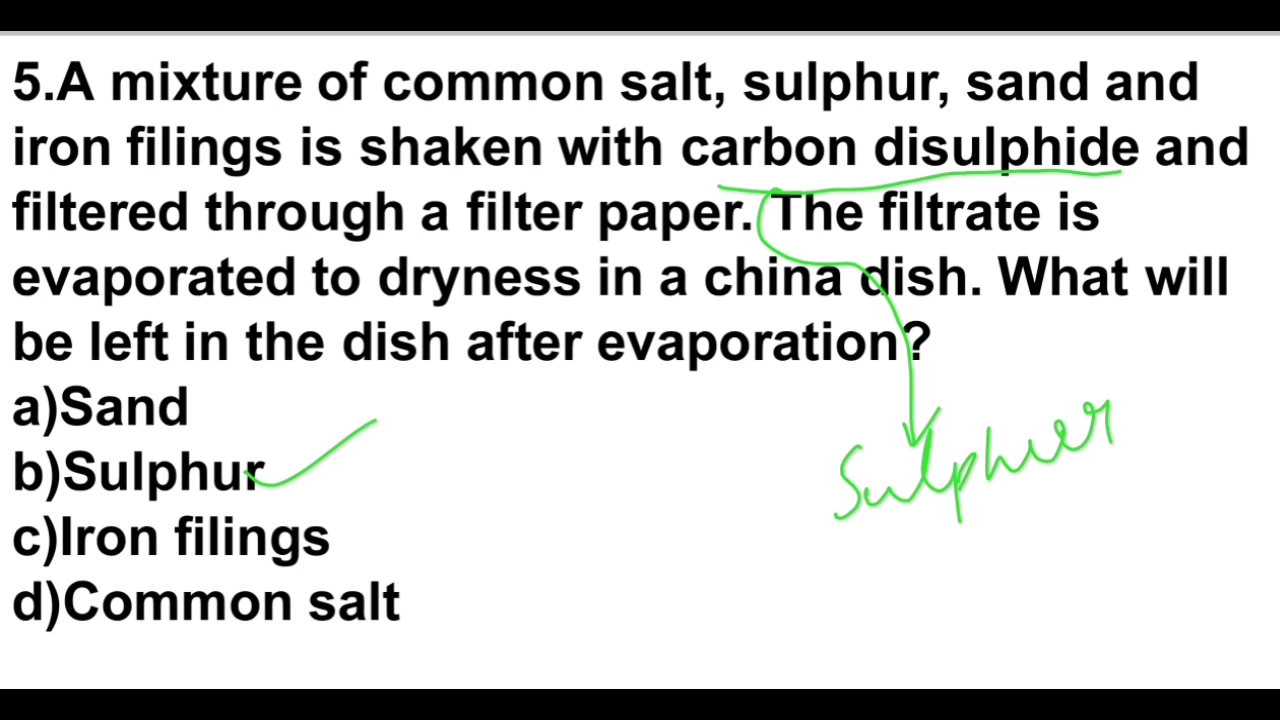 5.A mixture of common salt, sulphur, sand and
iron filings is shaken with carbon disulphide and
filtered through a filter paper. The filtrate is
evaporated to dryness in a china dish. What will
be left in the dish after evaporation?
a)Sand
b)Sulphur
Sulphur
c)Iron filings
d)Common salt